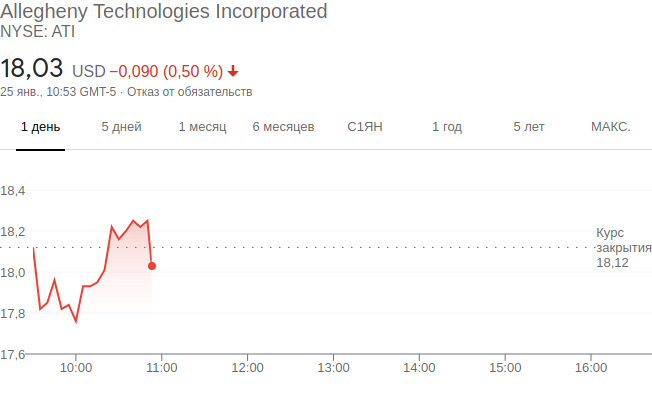 Allegheny Technologies Incorporated
NYSE: ATI
18,03 USD −0,090 (0,50 %)
25 янв., 10:53 GMT-5 · Отказ от обязательств
1 день 5 дней 1 месяц 6 месяцев С1ЯН 1 год 5 лет МАКС.
18,4
18,2
Курс
закрытия
18,12
18,0
17,8
17,6
10:00 11:00 12:00 13:00 14:00 15:00 16:00